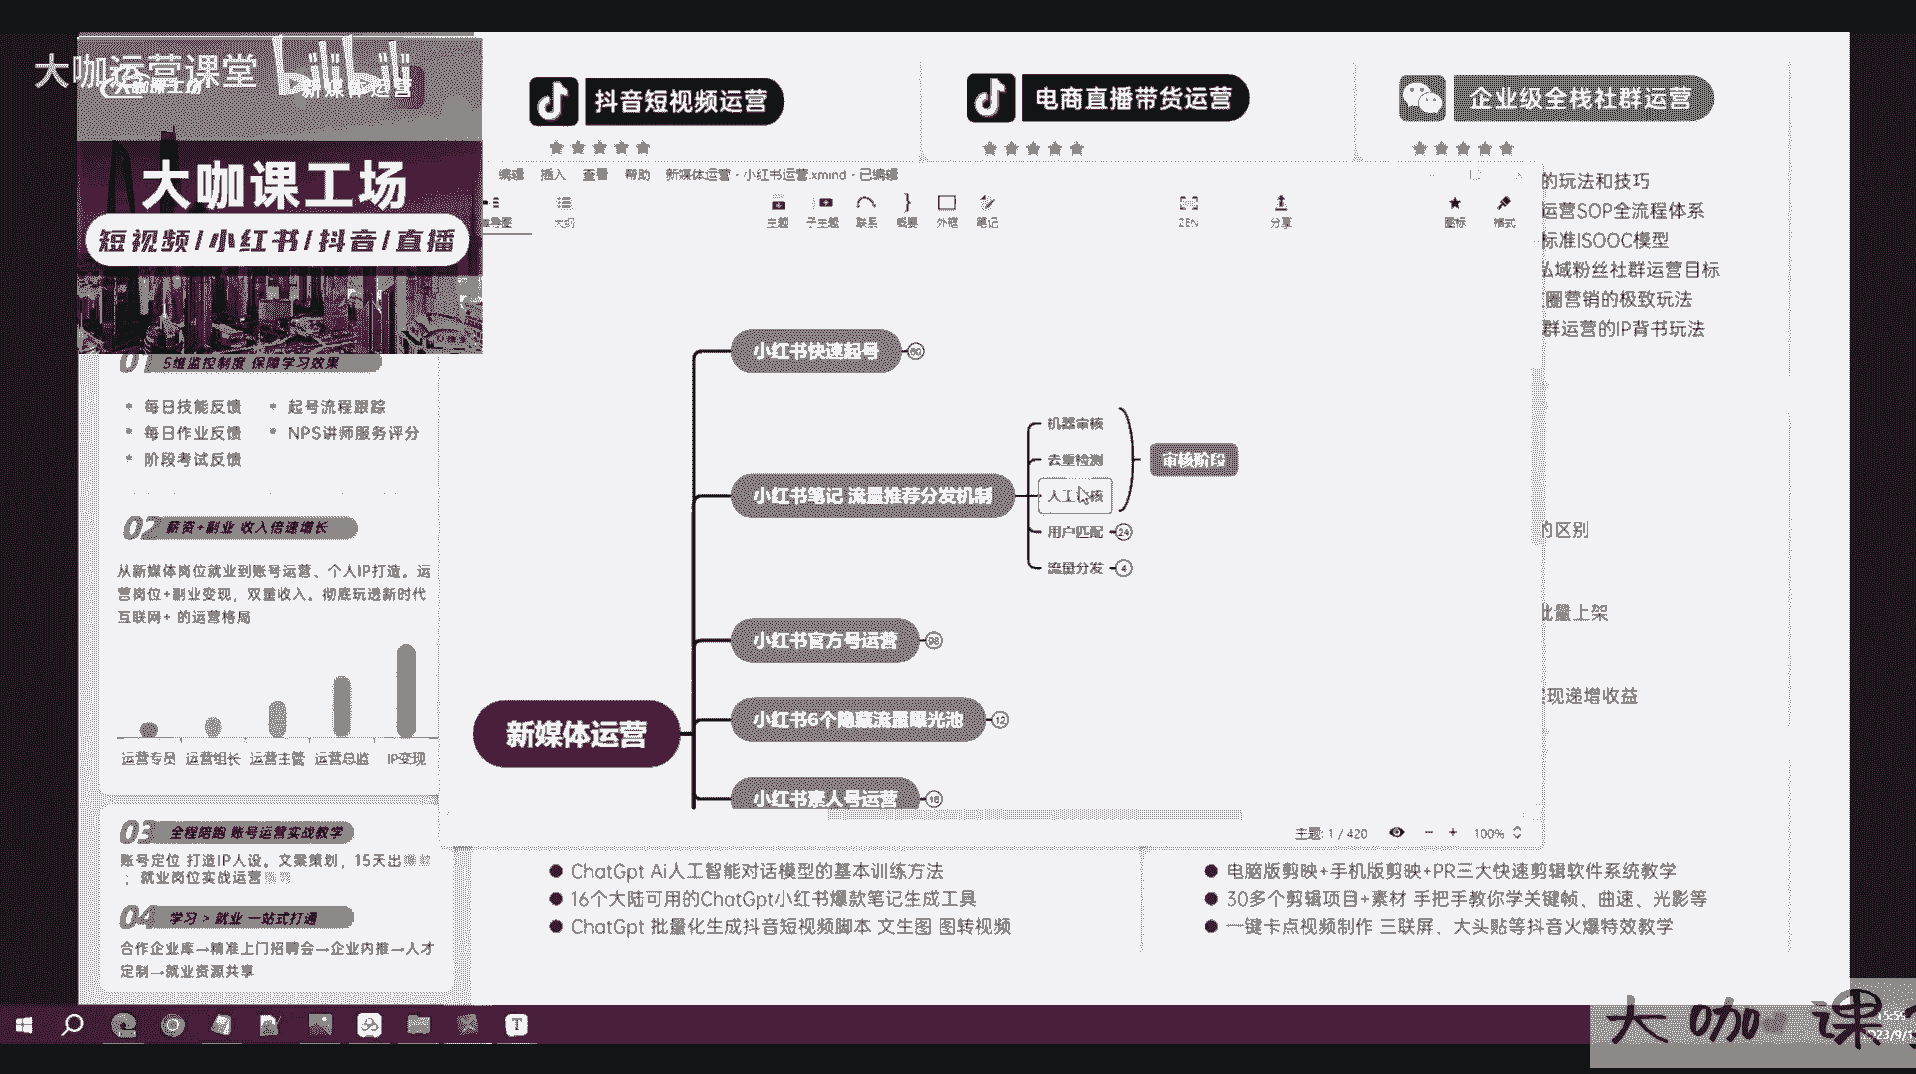 大咖运营课堂 bilibili
新媒体运营
大咖课工场
短视频/小红书/抖音/直播
抖音短视频运营
电商直播带货运营
企业级全栈社群运营
的玩法和技巧
运营SOP全流程体系
标准ISOOC模型
私域粉丝社群运营目标
圈营销的极致玩法
群运营的IP背书玩法
的区别
批量上架
现递增收益
编辑 插入 查看 帮助 新媒体运营 - 小红书运营.xmind - 已编辑
大纲 主题 子主题 联系 概要 外框 笔记 ZEN 分享 图标 格式
小红书快速起号 60
机器审核
去重检测
审核阶段
小红书笔记 流量推荐分发机制
用户匹配 24
流量分发 4
小红书官方号运营 98
小红书6个隐藏流量曝光池 12
新媒体运营
小红书素人号运营 16
主题: 1 / 420
100%
01 5维监控制度 保障学习效果
每日技能反馈
起号流程跟踪
每日作业反馈
NPS讲师服务评分
阶段考试反馈
02 薪资+副业 收入倍速增长
从新媒体岗位就业到账号运营、个人IP打造。运
营岗位+副业变现，双重收入。彻底玩透新时代
互联网+ 的运营格局
运营专员 运营组长 运营主管 运营总监 IP变现
03 全程陪跑 账号运营实战教学
账号定位 打造IP人设。文案策划，15天出
；就业岗位实战运营
04 学习 > 就业 一站式打通
合作企业库→精准上门招聘会→企业内推→人才
定制→就业资源共享
ChatGpt Ai人工智能对话模型的基本训练方法
16个大陆可用的ChatGpt小红书爆款笔记生成工具
ChatGpt 批量化生成抖音短视频脚本 文生图 图转视频
电脑版剪映+手机版剪映+PR三大快速剪辑软件系统教学
30多个剪辑项目+素材 手把手教你学关键帧、曲速、光影等
一键卡点视频制作 三联屏、大头贴等抖音火爆特效教学
大咖 课